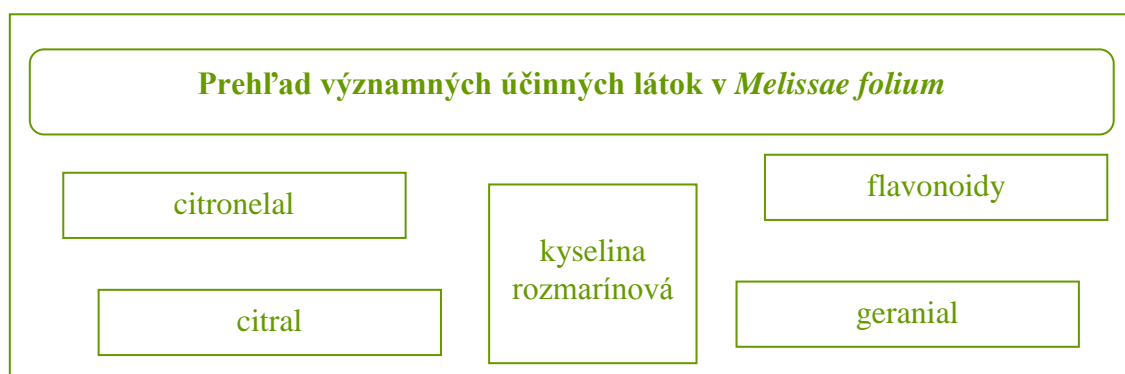 Prehľad významných účinných látok v Melissae folium
citronelal
flavonoidy
kyselina
rozmarínová
citral
geranial